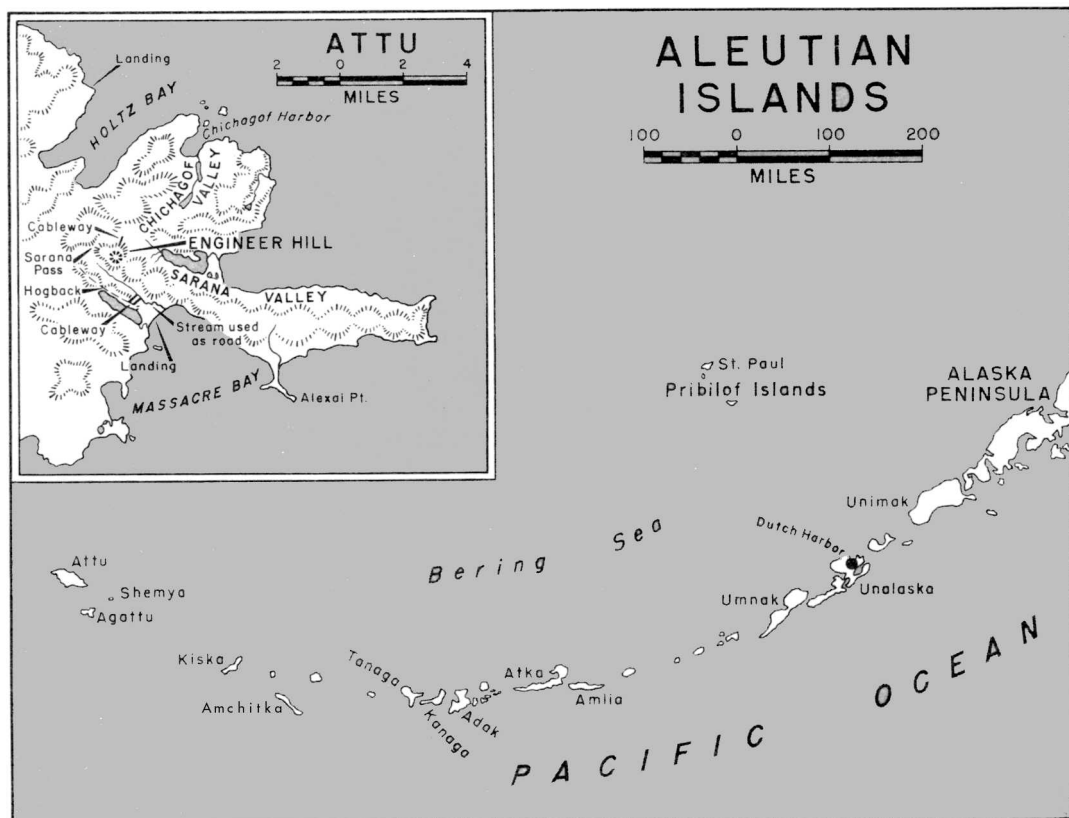 ATTU
2 0 2 4
MILES
Landing
HOLTZ BAY
Chichagof Harbor
CHICHAGOF
VALLEY
Cableway
ENGINEER HILL
Sarana
Pass
SARANA
VALLEY
Hogback
Cableway
Stream used
as road
Landing
MASSACRE BAY
Alexai Pt.
ALEUTIAN
ISLANDS
100 0 100 200
MILES
St. Paul
Pribilof Islands
ALASKA
PENINSULA
Unimak
Dutch Harbor
Bering Sea
Attu
Shemya
Agattu
Umnak
Unalaska
Kiska
Tanaga
Atka
Amchitka
Kanaga
Adak
Amlia
PACIFIC OCEAN